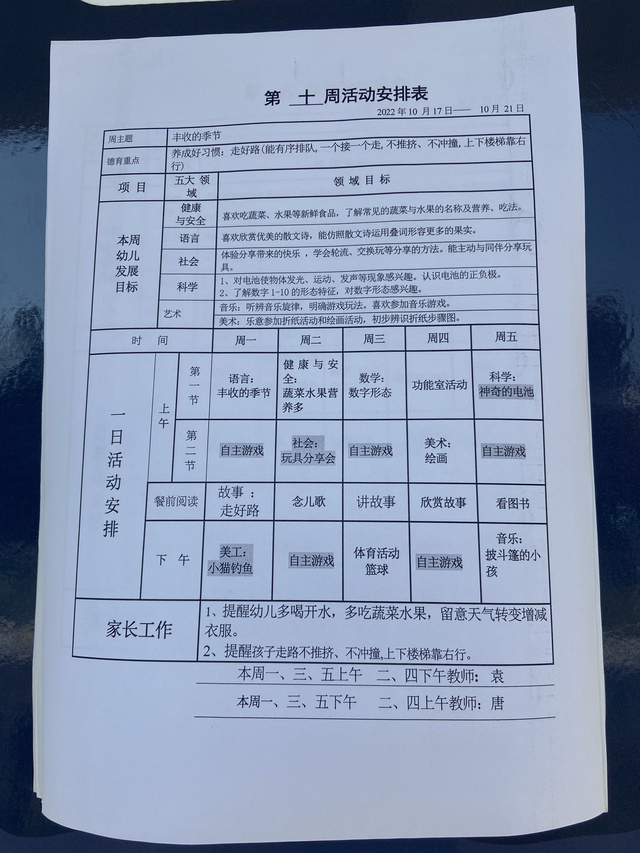 第 十 周活动安排表
2022年10 月17日—— 10月 21日
周主题 丰收的季节
德育重点 养成好习惯：走好路(能有序排队,一个接一个走,不推挤、不冲撞,上下楼梯靠右
行)
项 目 五大 领 领 域 目 标
域
本周
幼儿
发展
目标
健康
与安全
喜欢吃蔬菜、水果等新鲜食品，了解常见的蔬菜与水果的名称及营养、吃法。
语言 喜欢欣赏优美的散文诗，能仿照散文诗运用叠词形容更多的果实。
社会 体验分享带来的快乐 ，学会轮流、交换玩等分享的方法。能主动与同伴分享玩
具。
科学 1、对电池使物体发光、运动、发声等现象感兴趣。认识电池的正负极。
2、了解数字 1-10 的形态特征，对数字形态感兴趣。
艺术 音乐：听辨音乐旋律，明确游戏玩法。喜欢参加音乐游戏。
美术：乐意参加折纸活动和绘画活动，初步辨识折纸步骤图。
时 间 周一 周二 周三 周四 周五
一日活动安排
上午
第一节
语言：
丰收的季节
健康 与 安
全：
蔬菜水果营
养多
数学：
数字形态
功能室活动
科学：
神奇的电池
第二节
自主游戏
社会：
玩具分享会
自主游戏
美术：
绘画
自主游戏
餐前阅读
故事 ：
走好路
念儿歌
讲故事
欣赏故事
看图书
下 午
美工：
小猫钓鱼
自主游戏
体育活动
篮球
自主游戏
音乐：
披斗篷的小
孩
家长工作
1、提醒幼儿多喝开水，多吃蔬菜水果，留意天气转变增减
衣服。
2、提醒孩子走路不推挤、不冲撞,上下楼梯靠右行。
本周一、三、五上午 二、四下午教师：袁
本周一、三、五下午 二、四上午教师：唐